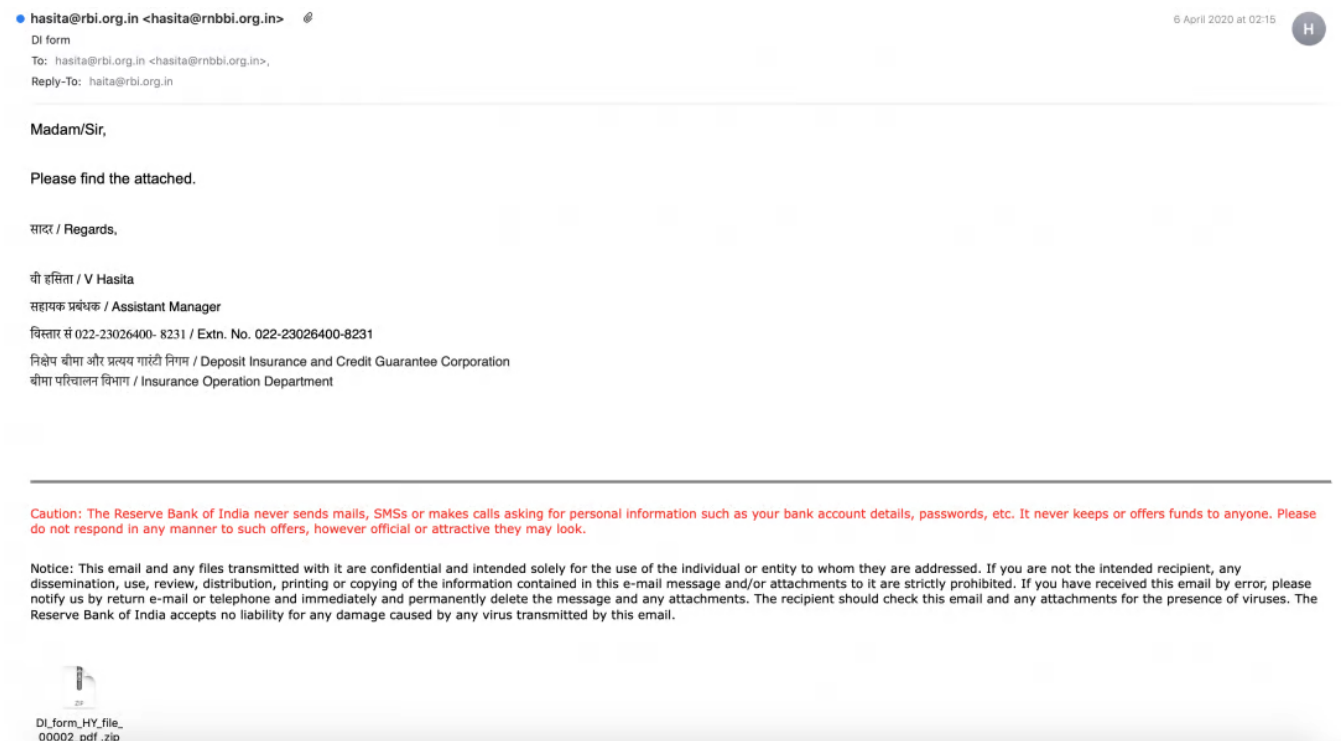 hasita@rbi.org.in <hasita@rnbbi.org.in>
6 April 2020 at 02:15
H
DI form
To: hasita@rbi.org.in <hasita@rnbbi.org.in>,
Reply-To: haita@rbi.org.in
Madam/Sir,
Please find the attached.
सादर / Regards,
वी हसिता / V Hasita
सहायक प्रबंधक / Assistant Manager
विस्तार सं 022-23026400- 8231 / Extn. No. 022-23026400-8231
निक्षेप बीमा और प्रत्यय गारंटी निगम / Deposit Insurance and Credit Guarantee Corporation
बीमा परिचालन विभाग / Insurance Operation Department
Caution: The Reserve Bank of India never sends mails, SMSs or makes calls asking for personal information such as your bank account details, passwords, etc. It never keeps or offers funds to anyone. Please
do not respond in any manner to such offers, however official or attractive they may look.
Notice: This email and any files transmitted with it are confidential and intended solely for the use of the individual or entity to whom they are addressed. If you are not the intended recipient, any
dissemination, use, review, distribution, printing or copying of the information contained in this e-mail message and/or attachments to it are strictly prohibited. If you have received this email by error, please
notify us by return e-mail or telephone and immediately and permanently delete the message and any attachments. The recipient should check this email and any attachments for the presence of viruses. The
Reserve Bank of India accepts no liability for any damage caused by any virus transmitted by this email.
ZIP
DI_form_HY_file_
00002_pdf .zip